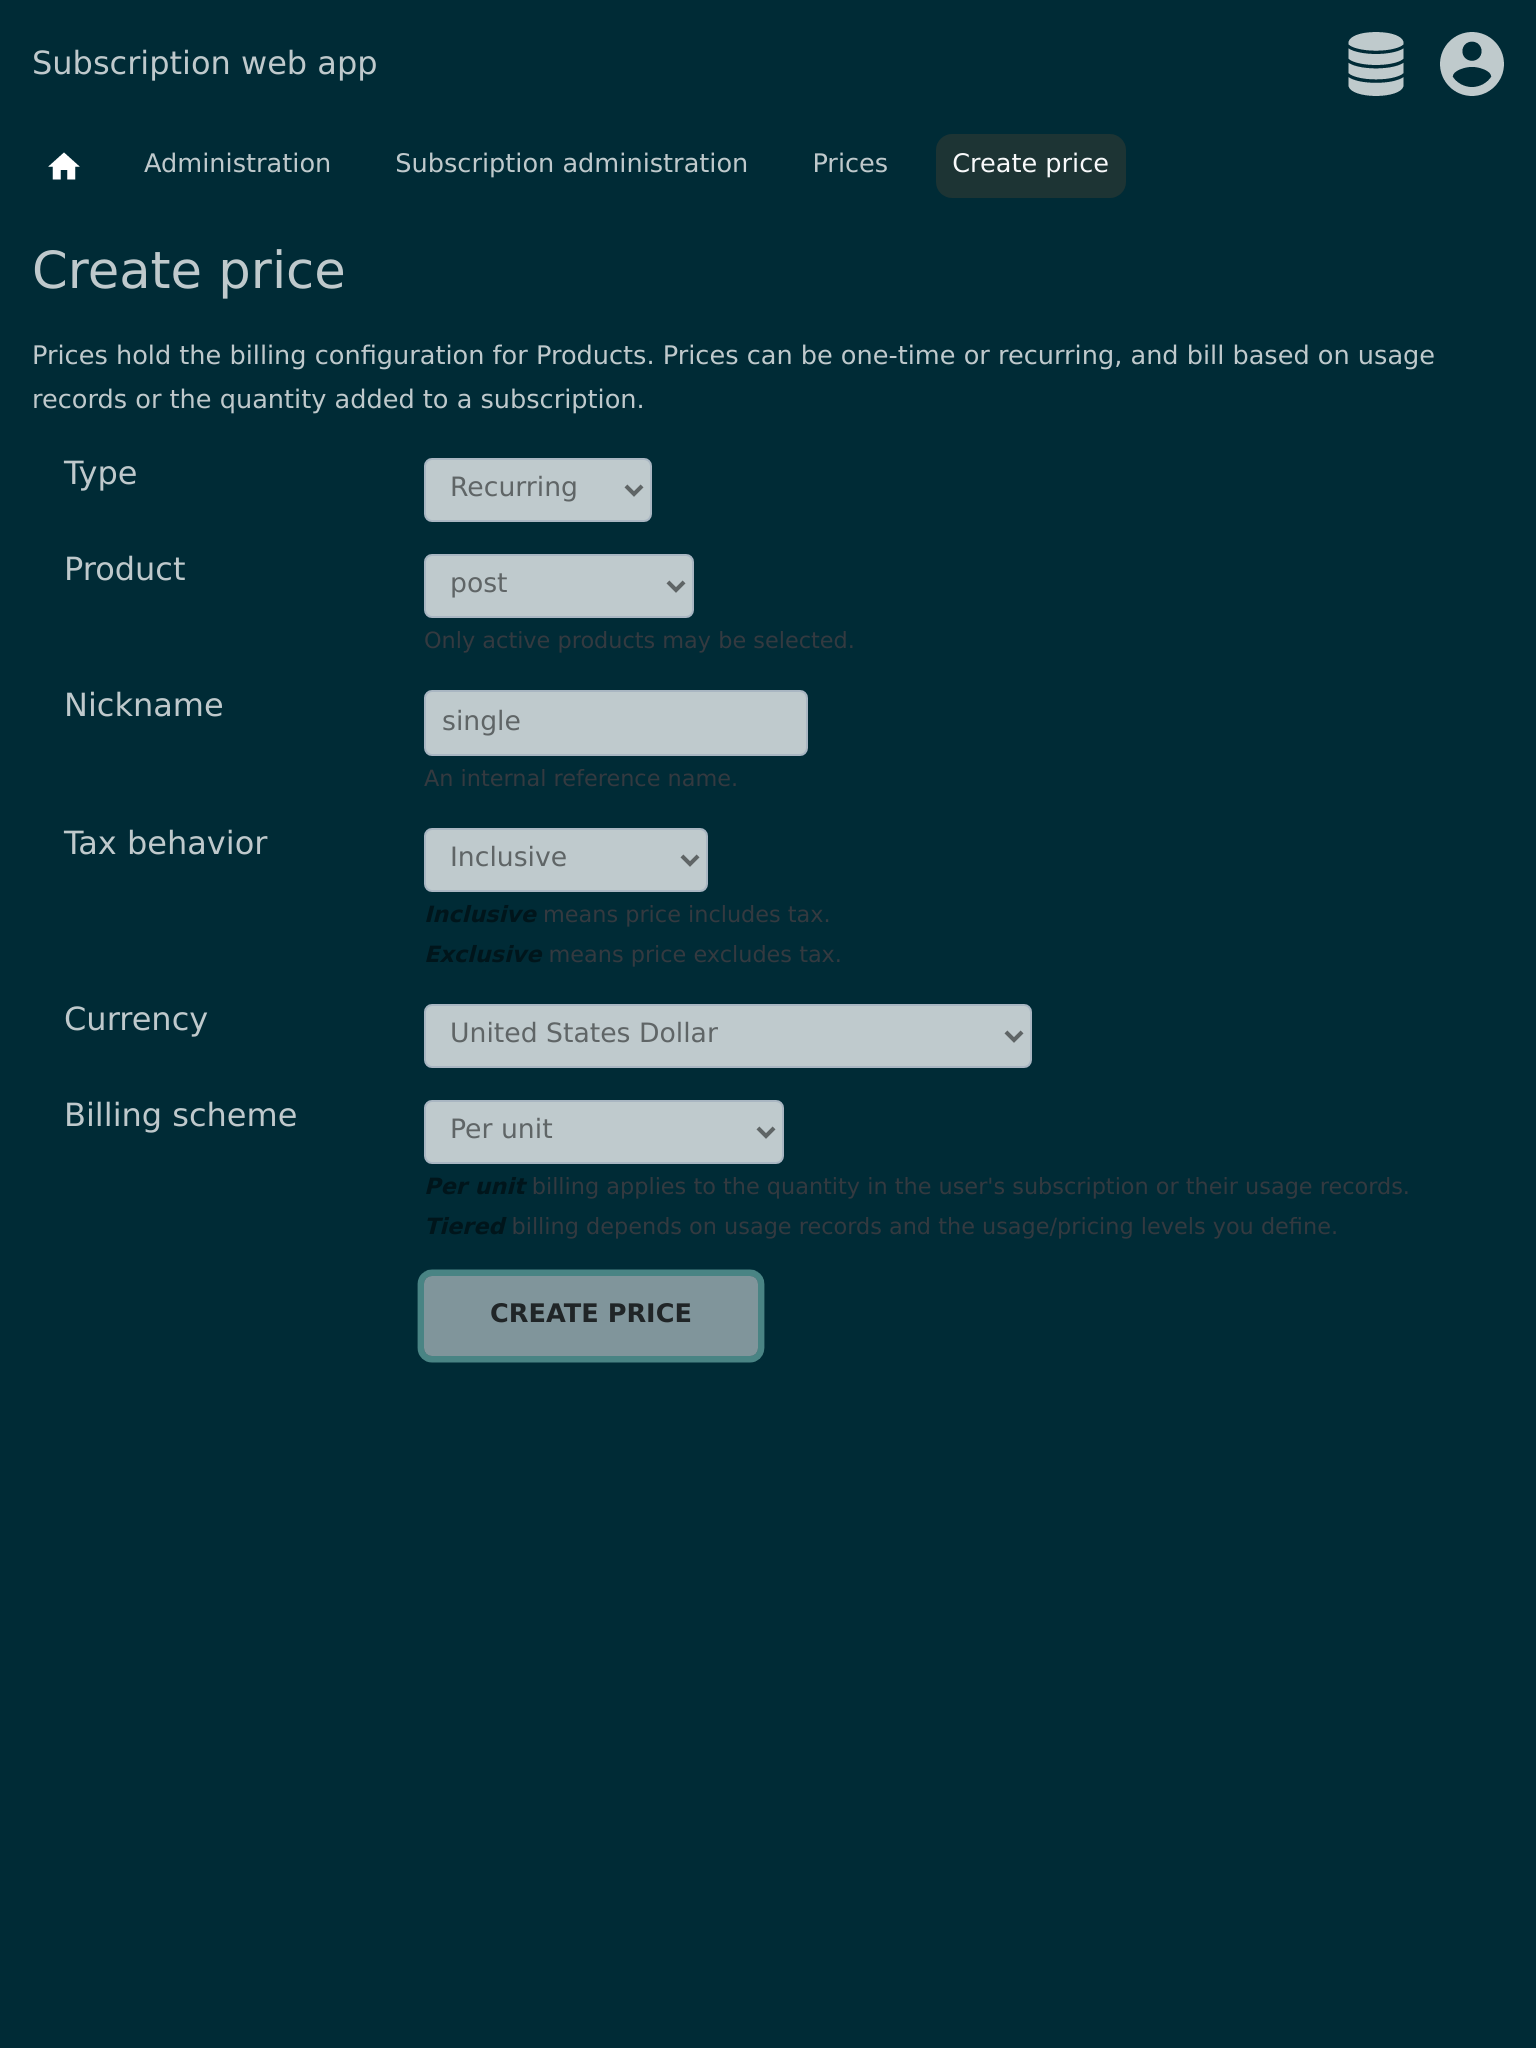 Subscription web app
Administration Subscription administration Prices Create price
Create price
Prices hold the billing configuration for Products. Prices can be one-time or recurring, and bill based on usage
records or the quantity added to a subscription.
Type Recurring
Product post
Only active products may be selected.
Nickname single
An internal reference name.
Tax behavior Inclusive
Inclusive means price includes tax.
Exclusive means price excludes tax.
Currency United States Dollar
Billing scheme Per unit
Per unit billing applies to the quantity in the user's subscription or their usage records.
Tiered billing depends on usage records and the usage/pricing levels you define.
CREATE PRICE